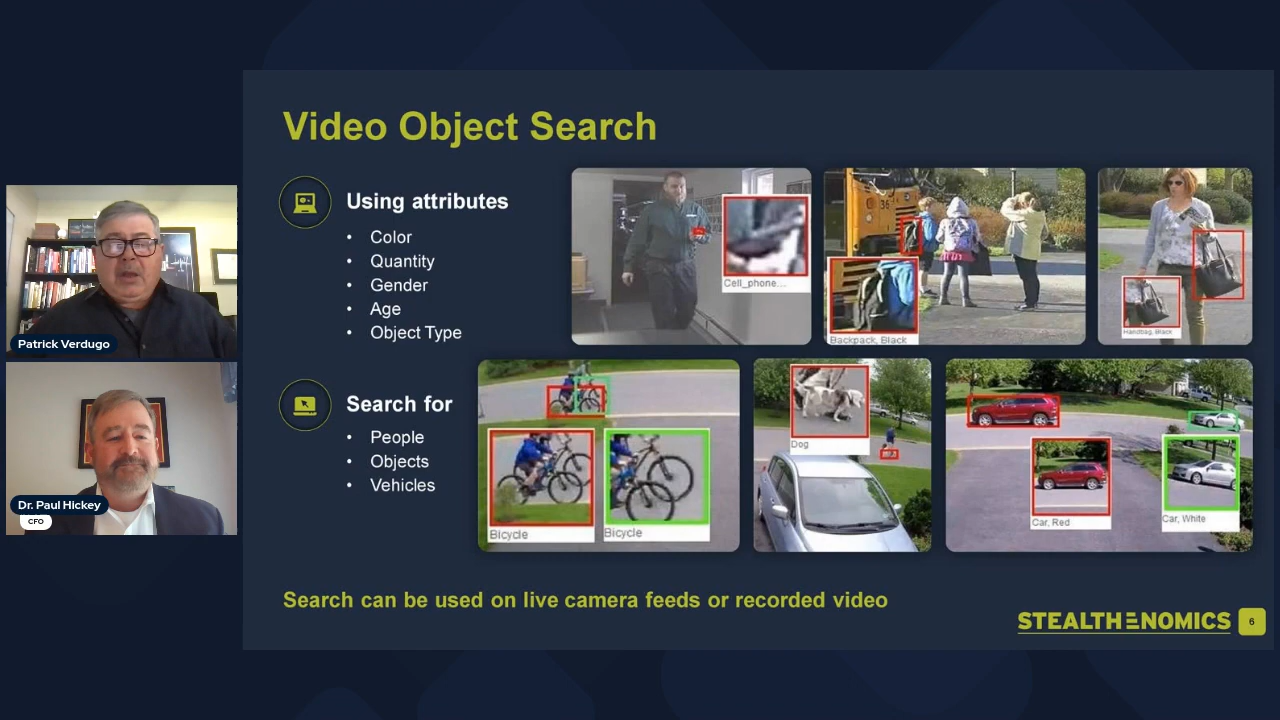 Video Object Search
Using attributes
• Color
• Quantity
• Gender
• Age
• Object Type
Search for
• People
• Objects
• Vehicles
Cell_phone...
36
Backpack, Black
Handbag, Black
Bicycle
Bicycle
Dog
Car, Red
Car, White
Search can be used on live camera feeds or recorded video
STEALTHENOMICS
6
Patrick Verdugo
Dr. Paul Hickey
CFO